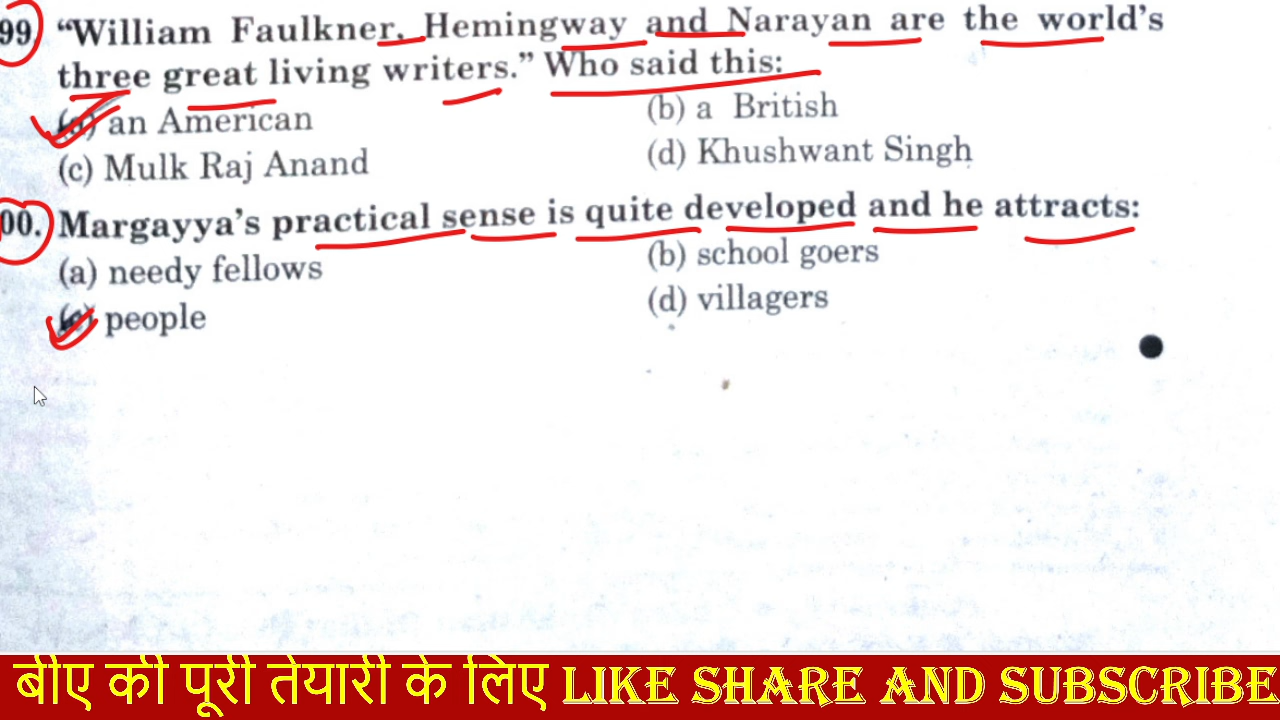 99 “William Faulkner, Hemingway and Narayan are the world’s
three great living writers.” Who said this:
(a) an American (b) a British
(c) Mulk Raj Anand (d) Khushwant Singh
00. Margayya’s practical sense is quite developed and he attracts:
(a) needy fellows (b) school goers
(c) people (d) villagers
बीए की पूरी तेयारी के लिए LIKE SHARE AND SUBSCRIBE